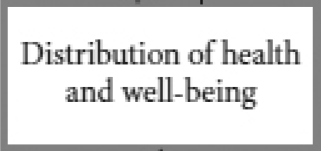 Distribution of health
and well-being